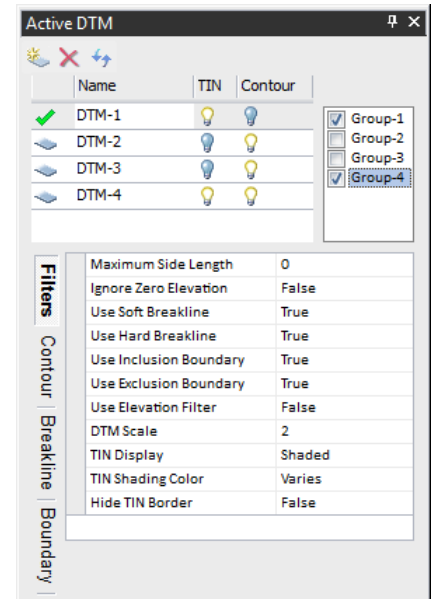 Active DTM
Name TIN Contour
DTM-1
DTM-2
DTM-3
DTM-4
Group-1
Group-2
Group-3
Group-4
Filters
Contour
Breakline
Boundary
Maximum Side Length 0
Ignore Zero Elevation False
Use Soft Breakline True
Use Hard Breakline True
Use Inclusion Boundary True
Use Exclusion Boundary True
Use Elevation Filter False
DTM Scale 2
TIN Display Shaded
TIN Shading Color Varies
Hide TIN Border False